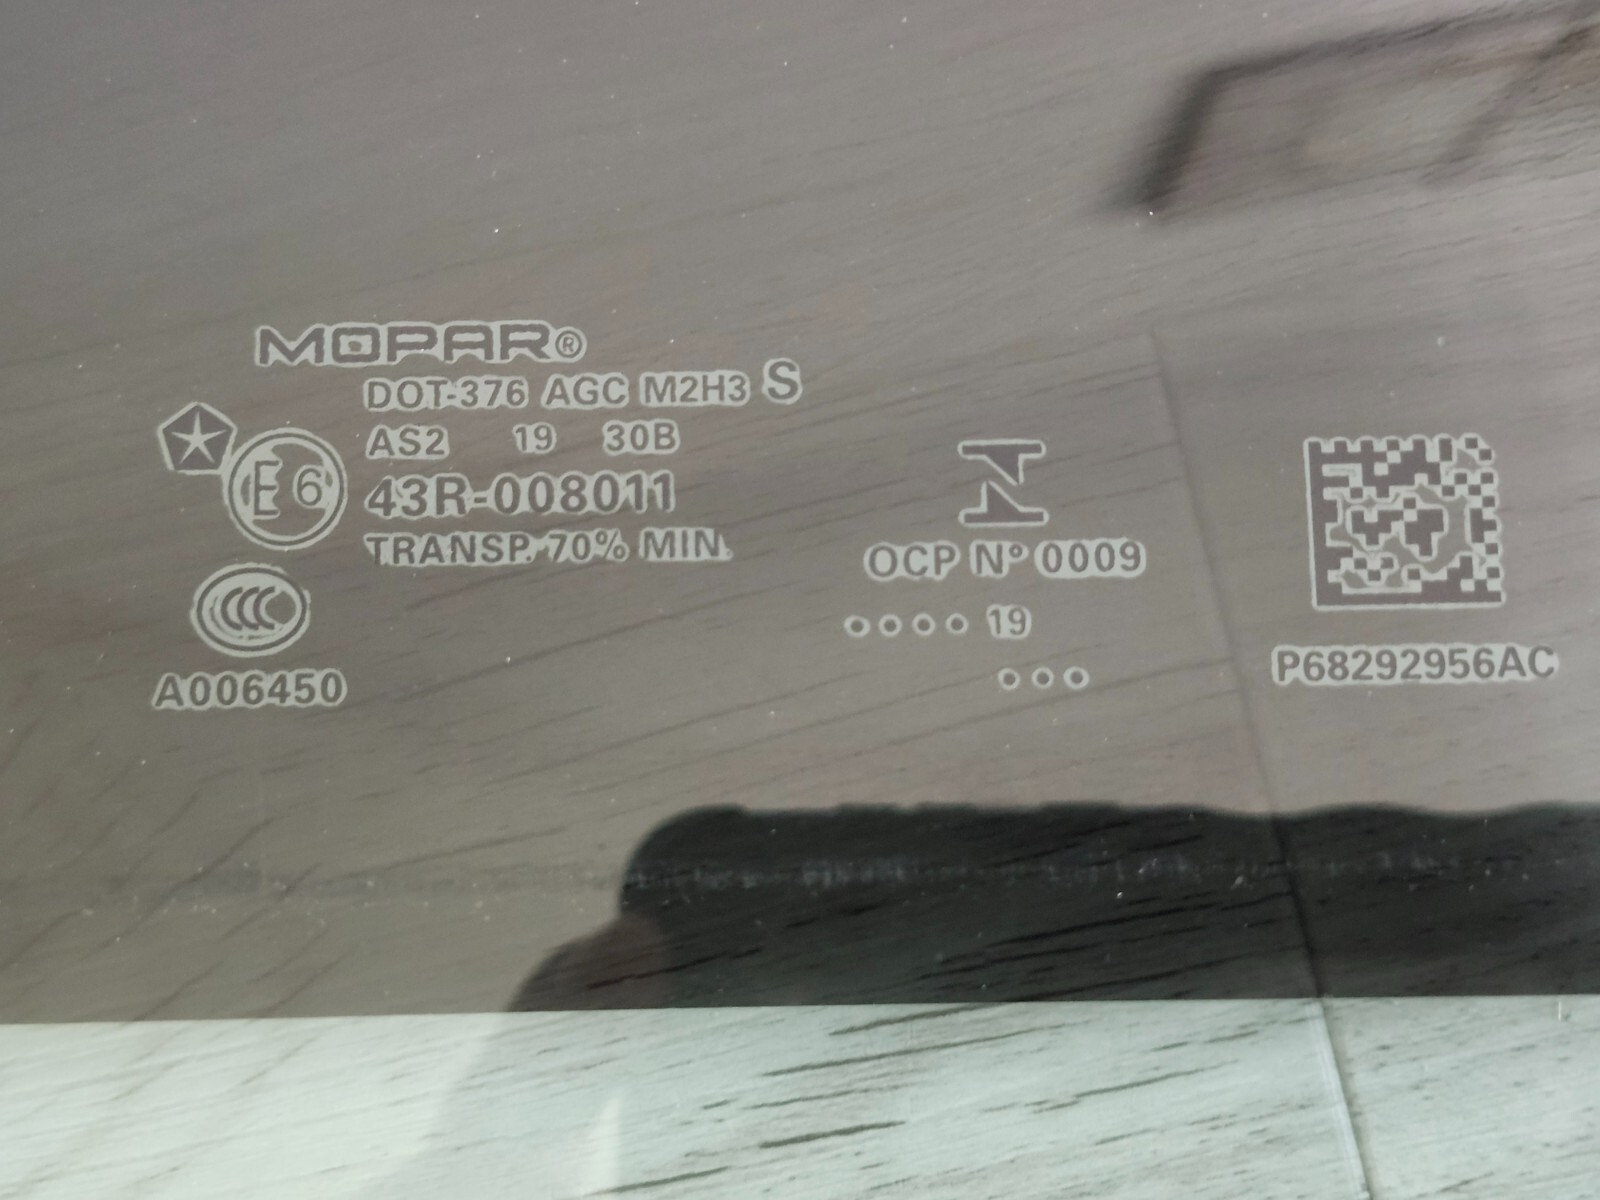 MOPAR®
DOT-376 AGC M2H3 S
AS2 19 30B
E6
43R-008011
TRANSP. 70% MIN.
CCC
A006450
OCP Nº 0009
19
P68292956AC